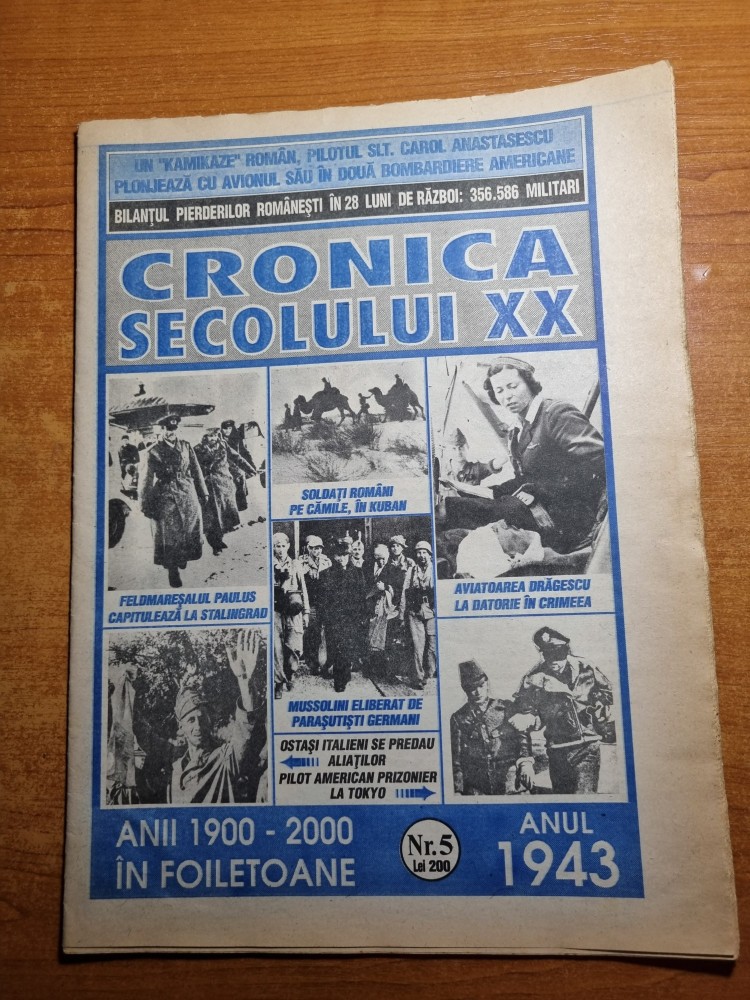 UN "KAMIKAZE" ROMÂN, PILOTUL SLT. CAROL ANASTASESCU
PLONJEAZĂ CU AVIONUL SĂU ÎN DOUĂ BOMBARDIERE AMERICANE
BILANȚUL PIERDERILOR ROMÂNEȘTI ÎN 28 LUNI DE RĂZBOI: 356.586 MILITARI
CRONICA
SECOLULUI XX
SOLDAȚI ROMÂNI
PE CĂMILE, ÎN KUBAN
FELDMAREȘALUL PAULUS
CAPITULEAZĂ LA STALINGRAD
AVIATOAREA DRĂGESCU
LA DATORIE ÎN CRIMEEA
MUSSOLINI ELIBERAT DE
PARAȘUTIȘTI GERMANI
OSTAȘI ITALIENI SE PREDAU
ALIAȚILOR
PILOT AMERICAN PRIZONIER
LA TOKYO
ANII 1900 - 2000
ÎN FOILETOANE
Nr.5
Lei 200
ANUL
1943